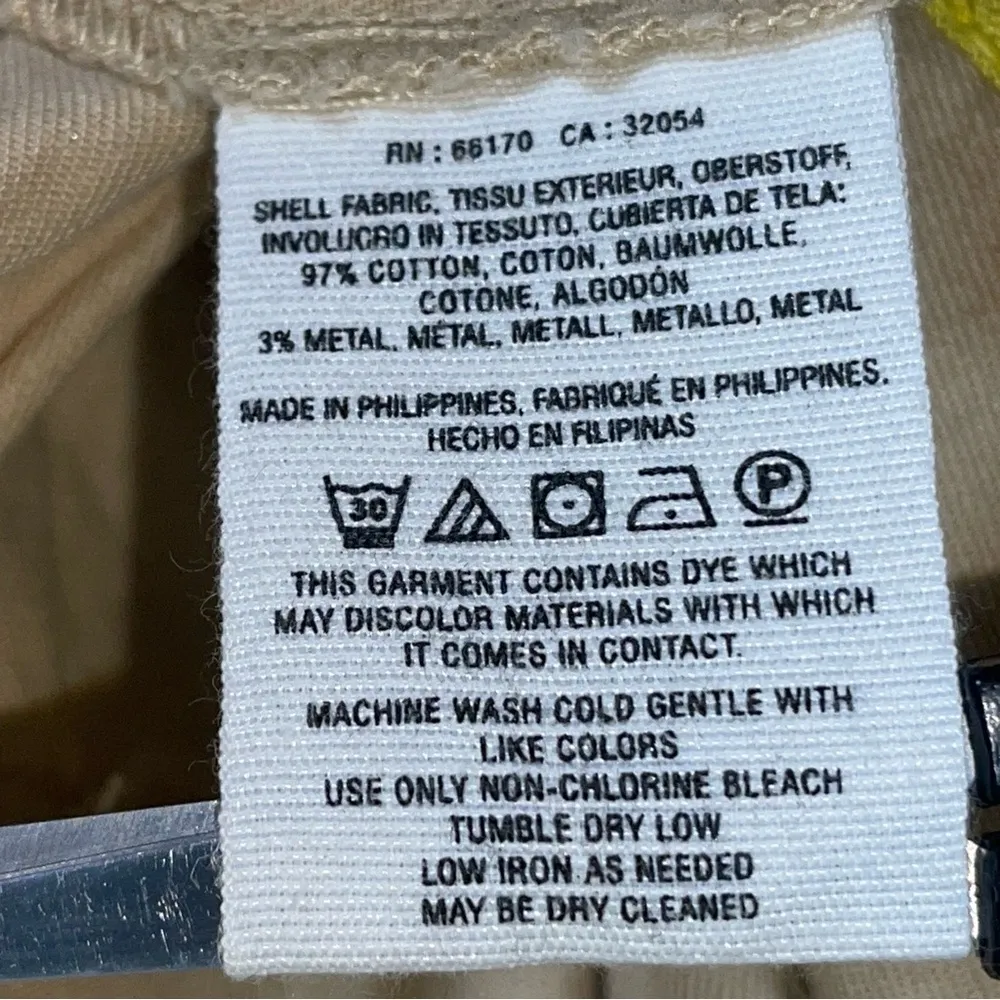 RN : 66170 CA : 32054
SHELL FABRIC, TISSU EXTERIEUR, OBERSTOFF,
INVOLUCRO IN TESSUTO, CUBIERTA DE TELA:
97% COTTON, COTON, BAUMWOLLE,
COTONE, ALGODÓN
3% METAL, MÉTAL, METALL, METALLO, METAL
MADE IN PHILIPPINES, FABRIQUÉ EN PHILIPPINES.
HECHO EN FILIPINAS
30 P
THIS GARMENT CONTAINS DYE WHICH
MAY DISCOLOR MATERIALS WITH WHICH
IT COMES IN CONTACT.
MACHINE WASH COLD GENTLE WITH
LIKE COLORS
USE ONLY NON-CHLORINE BLEACH
TUMBLE DRY LOW
LOW IRON AS NEEDED
MAY BE DRY CLEANED